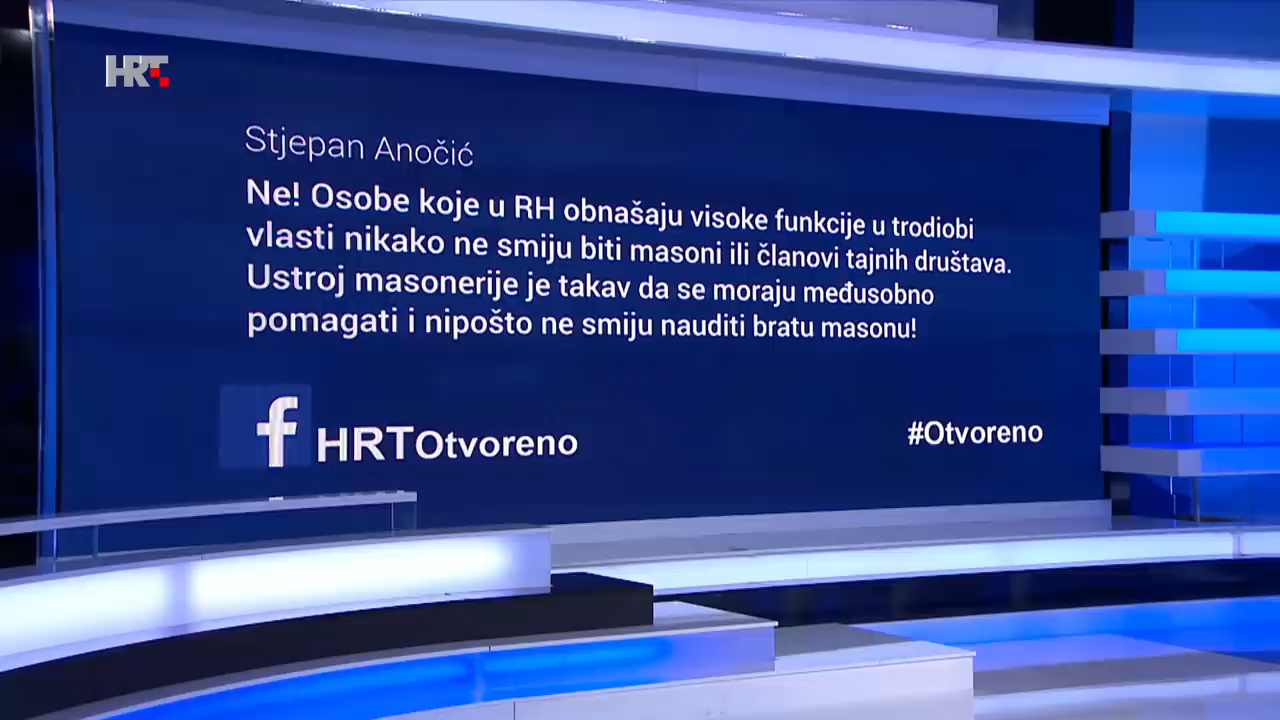 HRT
Stjepan Anočić
Ne! Osobe koje u RH obnašaju visoke funkcije u trodiobi
vlasti nikako ne smiju biti masoni ili članovi tajnih društava.
Ustroj masonerije je takav da se moraju međusobno
pomagati i nipošto ne smiju nauditi bratu masonu!
f HRTOtvoreno
#Otvoreno